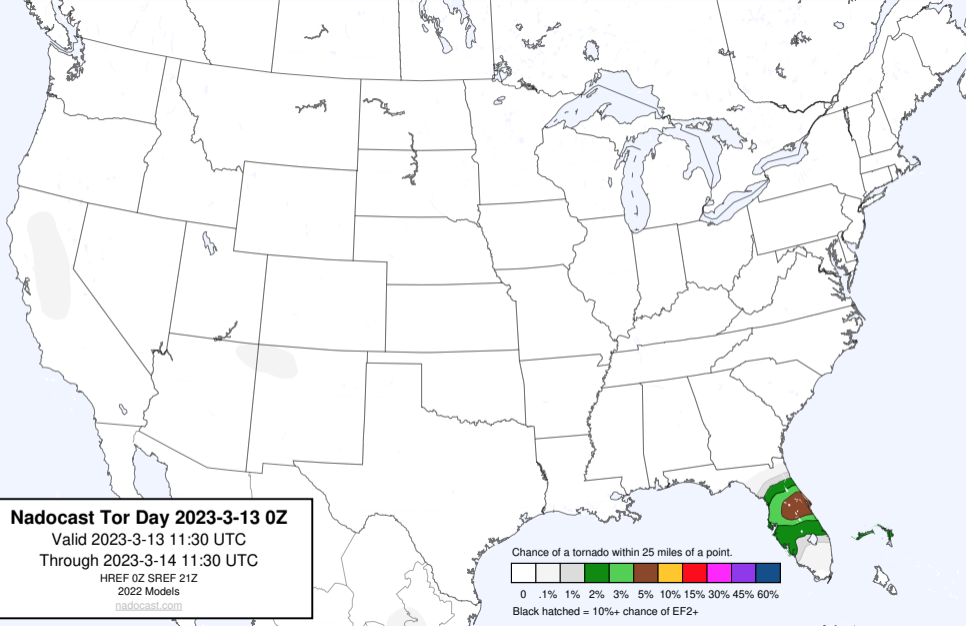 Nadocast Tor Day 2023-3-13 0Z
Valid 2023-3-13 11:30 UTC
Through 2023-3-14 11:30 UTC
HREF 0Z SREF 21Z
2022 Models
nadocast.com
Chance of a tornado within 25 miles of a point.
0 .1% 1% 2% 3% 5% 10% 15% 30% 45% 60%
Black hatched = 10%+ chance of EF2+